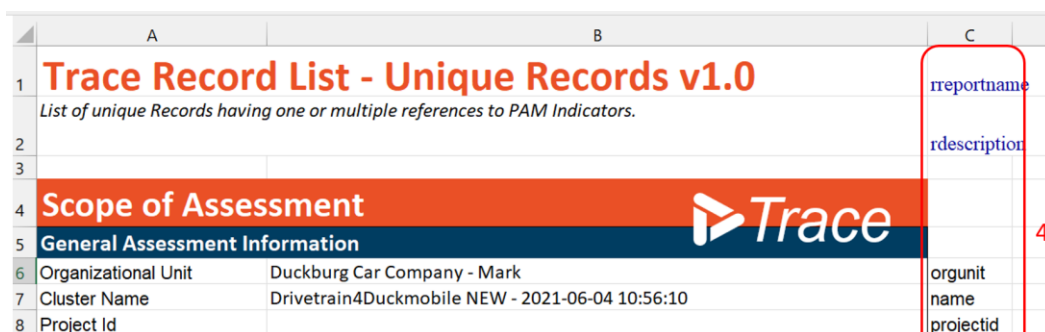 A B C
1 Trace Record List - Unique Records v1.0 rreportname
List of unique Records having one or multiple references to PAM Indicators.
2 rdescription
3
4 Scope of Assessment Trace
5 General Assessment Information 4
6 Organizational Unit Duckburg Car Company - Mark orgunit
7 Cluster Name Drivetrain4Duckmobile NEW - 2021-06-04 10:56:10 name
8 Project Id projectid